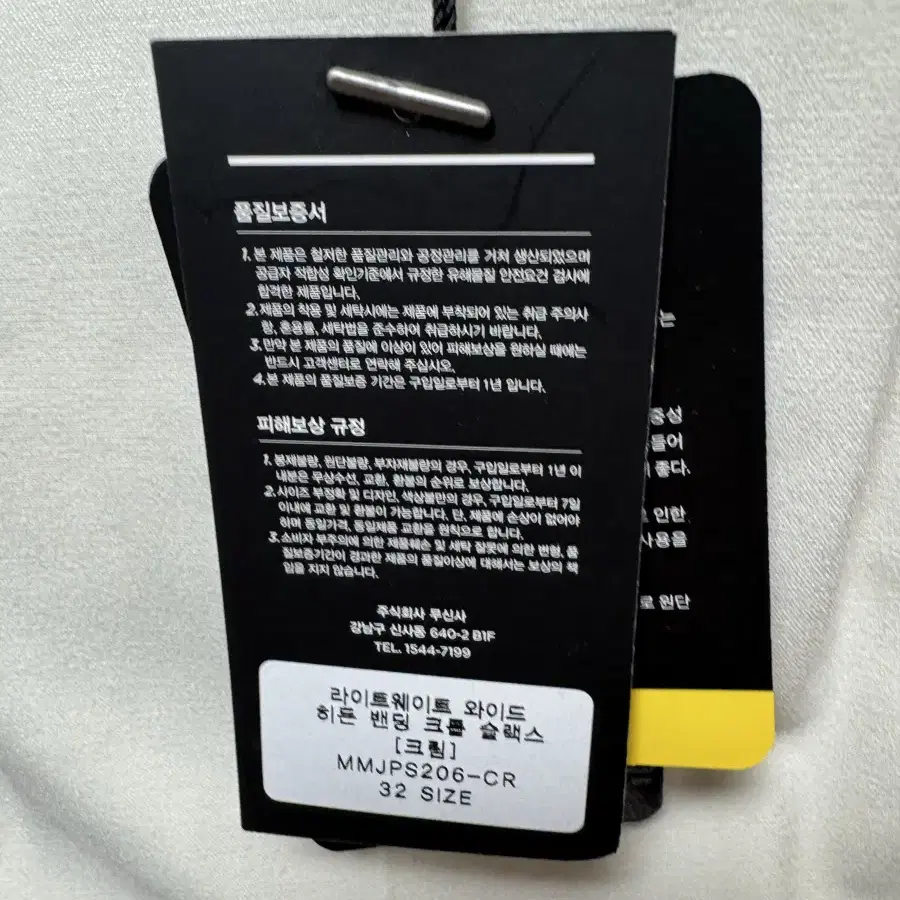 품질보증서
1. 본 제품은 철저한 품질관리와 공정관리를 거쳐 생산되었으며
공급자 적합성 확인기준에서 규정한 유해물질 안전요건 검사에
합격한 제품입니다.
2. 제품의 착용 및 세탁시에는 제품에 부착되어 있는 취급 주의사
항, 혼용률, 세탁법을 준수하여 취급하시기 바랍니다.
3. 만약 본 제품의 품질에 이상이 있어 피해보상을 원하실 때에는
반드시 고객센터로 연락해 주십시오.
4. 본 제품의 품질보증 기간은 구입일로부터 1년 입니다.
피해보상 규정
1. 봉제불량, 원단불량, 부자재불량의 경우, 구입일로부터 1년 이
내분은 무상수선, 교환, 환불의 순위로 보상합니다.
2. 사이즈 부정확 및 디자인, 색상불만의 경우, 구입일로부터 7일
이내에 교환 및 환불이 가능합니다. 단, 제품에 손상이 없어야
하며 동일가격, 동일제품 교환을 원칙으로 합니다.
3. 소비자 부주의에 의한 제품훼손 및 세탁 잘못에 의한 변형, 품
질보증기간이 경과한 제품의 품질이상에 대해서는 보상의 책
임을 지지 않습니다.
주식회사 무신사
강남구 신사동 640-2 B1F
TEL. 1544-7199
라이트웨이트 와이드
히든 밴딩 크롭 슬랙스
[크림]
MMJPS206-CR
32 SIZE
는
중성
들어
좋다.
인한
사용을
로 원단